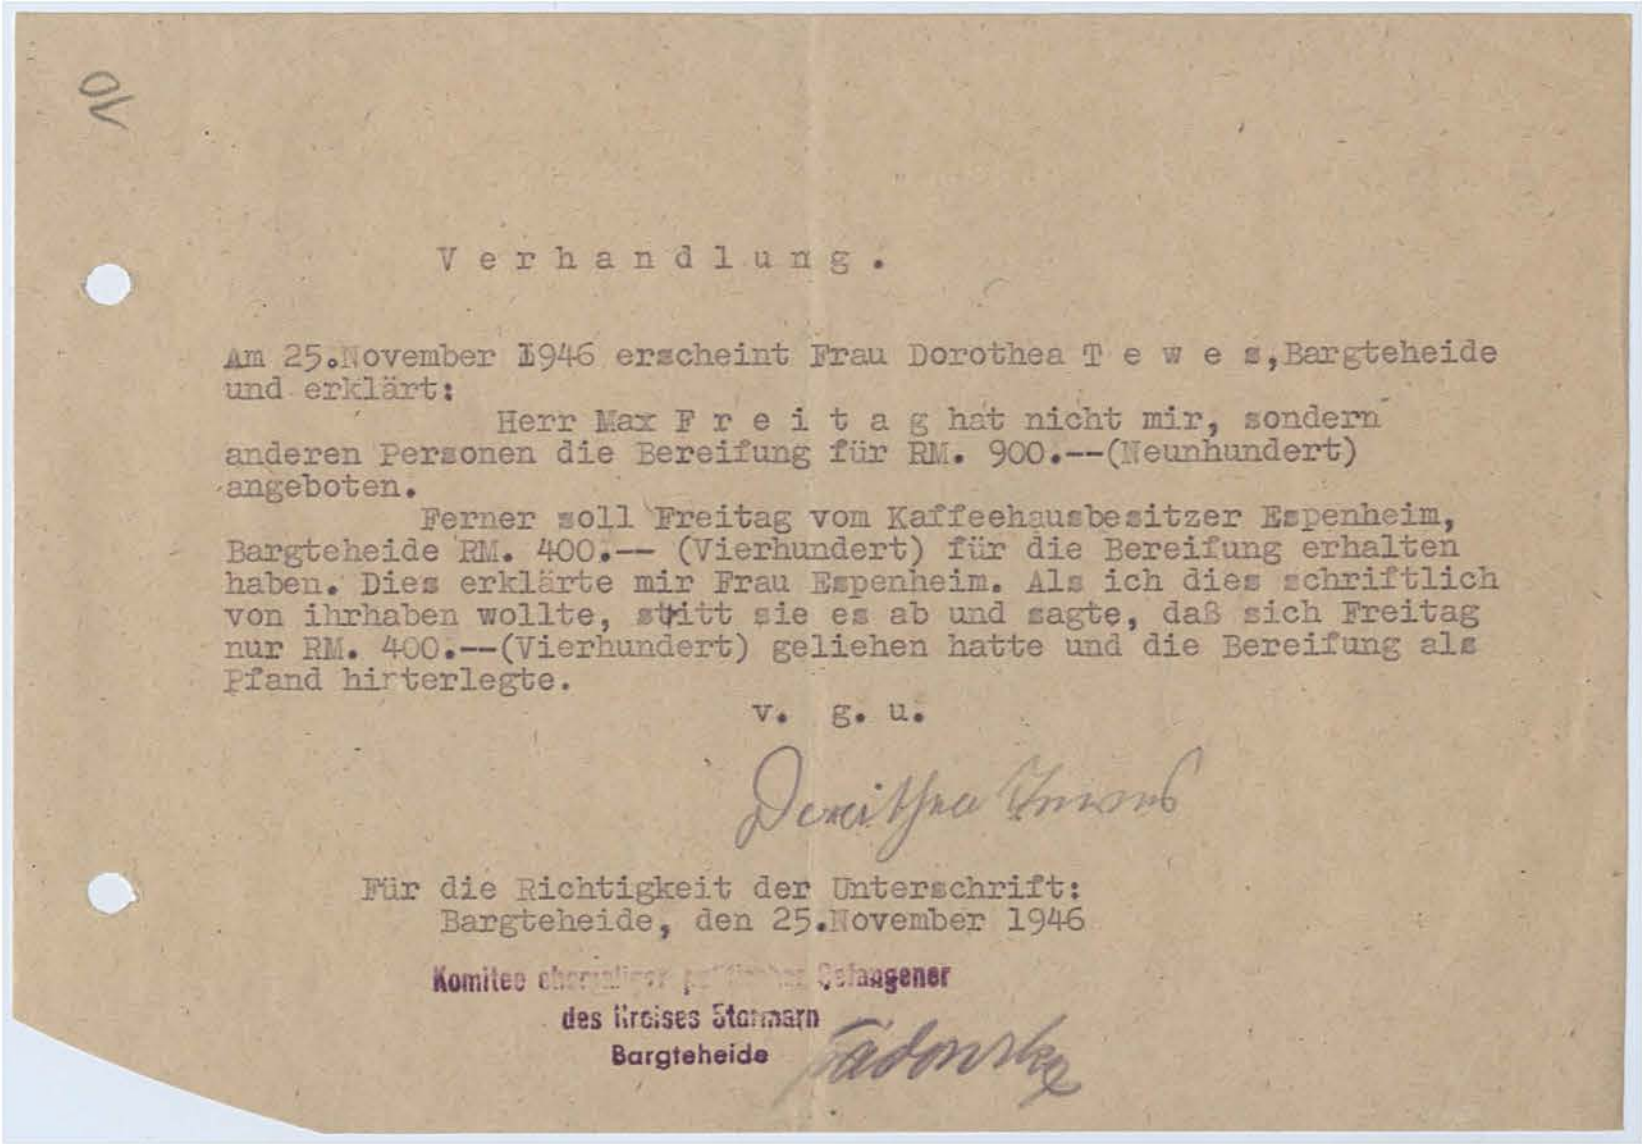 10
Verhandlung.
Am 25.November 1946 erscheint Frau Dorothea T e w e s, Bargteheide
und erklärt:
Herr Max F r e i t a g hat nicht mir, sondern
anderen Personen die Bereifung für RM. 900.--(Neunhundert)
angeboten.
Ferner soll Freitag vom Kaffeehausbesitzer Espenheim,
Bargteheide RM. 400.-- (Vierhundert) für die Bereifung erhalten
haben. Dies erklärte mir Frau Espenheim. Als ich dies schriftlich
von ihrhaben wollte, stritt sie es ab und sagte, daß sich Freitag
nur RM. 400.--(Vierhundert) geliehen hatte und die Bereifung als
Pfand hinterlegte.
v. g. u.
Dorothea Tewes
Für die Richtigkeit der Unterschrift:
Bargteheide, den 25.November 1946
Komitee ehemaliger politischer Gefangener
des Kreises Stormarn
Bargteheide